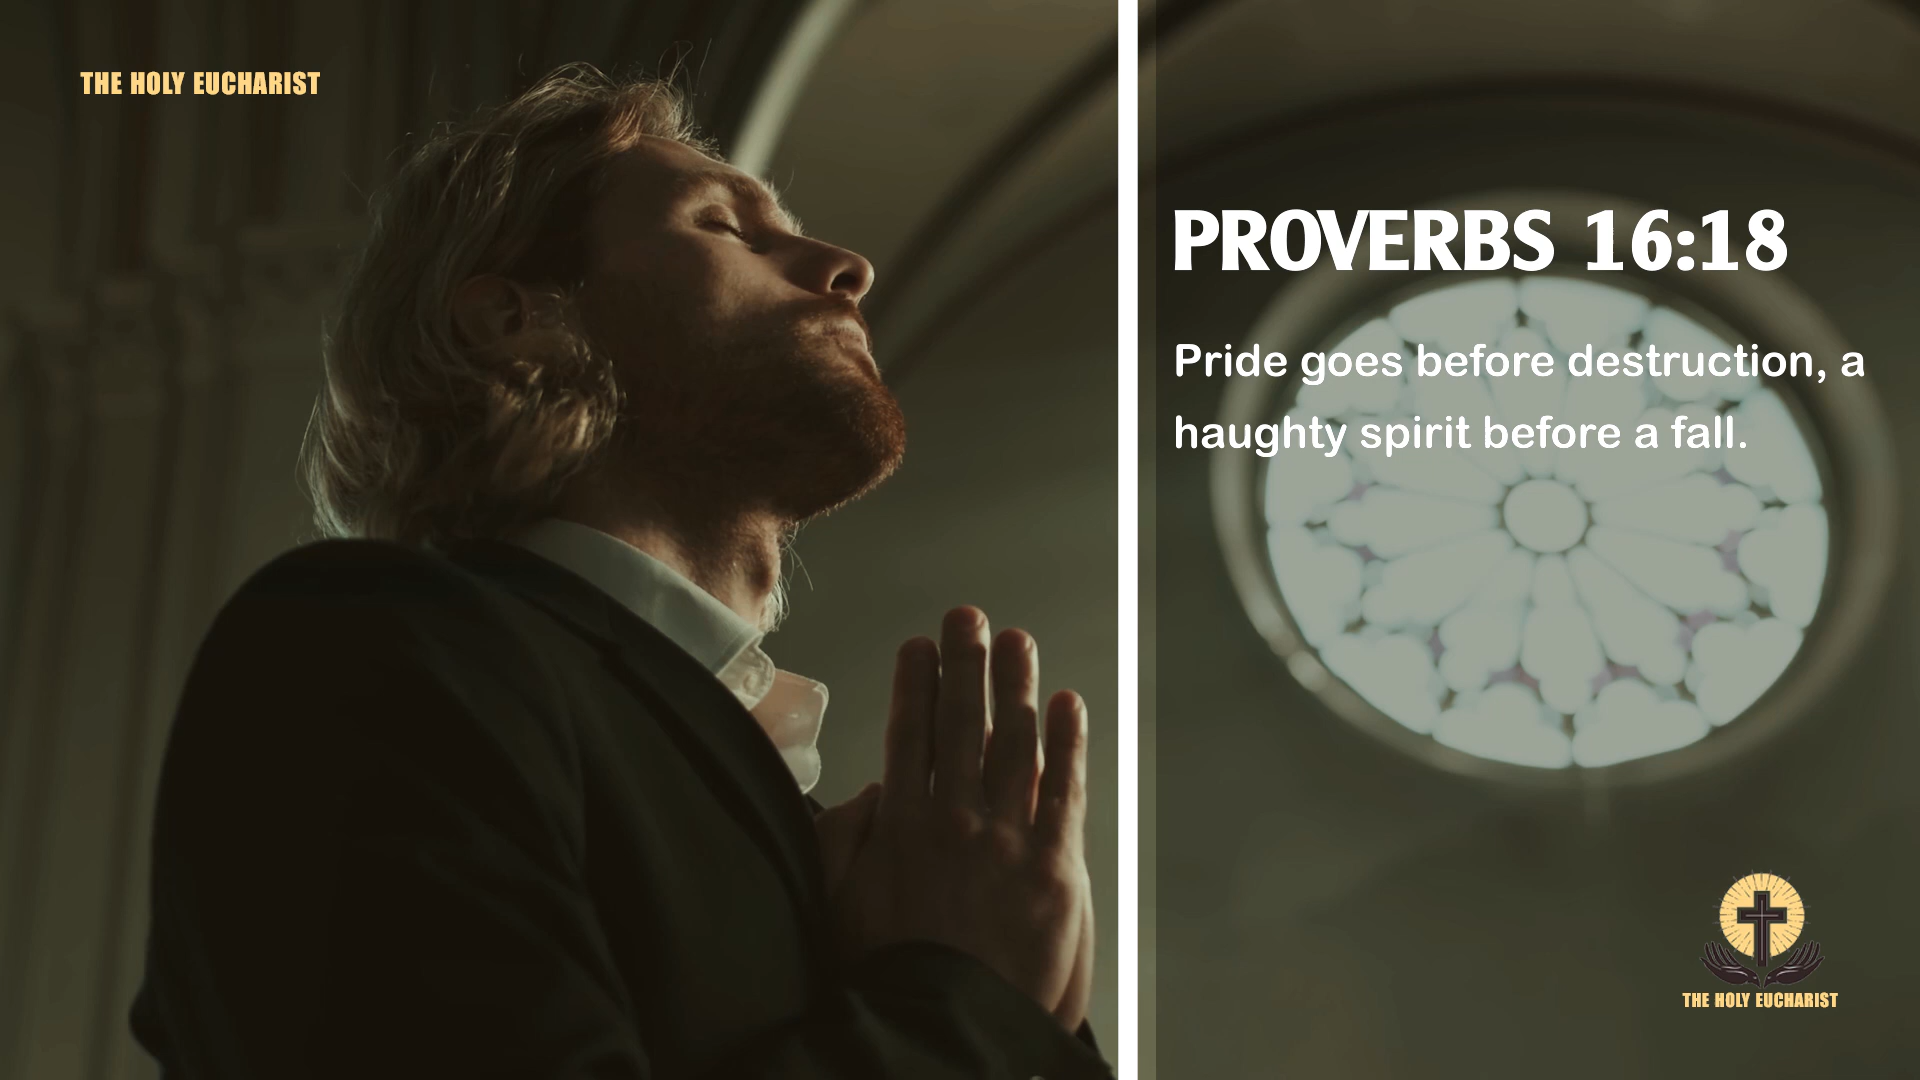 THE HOLY EUCHARIST
PROVERBS 16:18
Pride goes before destruction, a
haughty spirit before a fall.
THE HOLY EUCHARIST